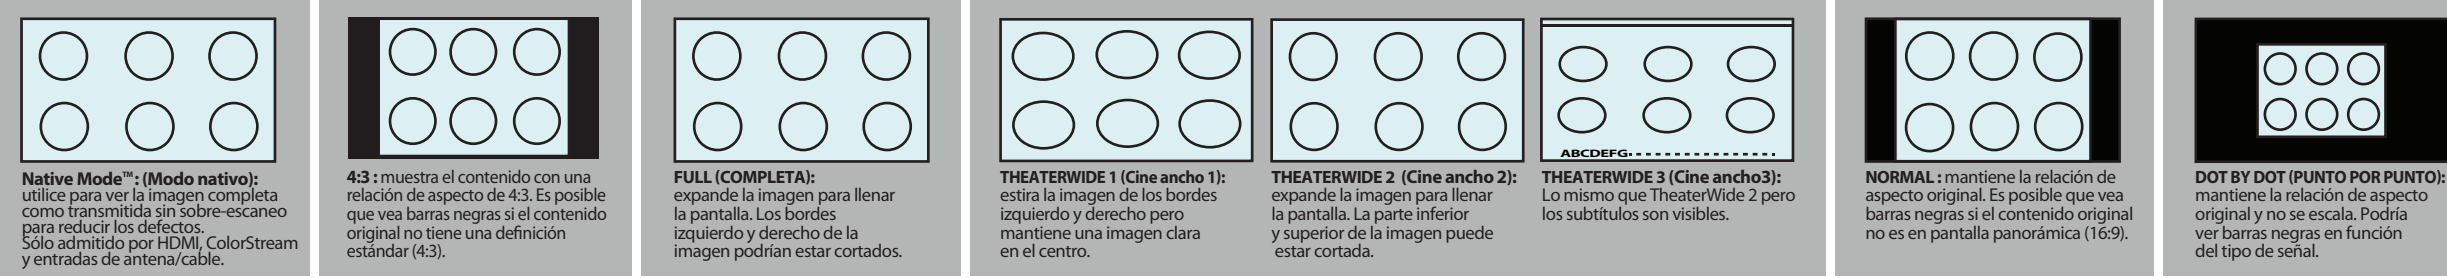 Native Mode™: (Modo nativo):
utilice para ver la imagen completa
como transmitida sin sobre-escaneo
para reducir los defectos.
Sólo admitido por HDMI, ColorStream
y entradas de antena/cable.
4:3 : muestra el contenido con una
relación de aspecto de 4:3. Es posible
que vea barras negras si el contenido
original no tiene una definición
estándar (4:3).
FULL (COMPLETA):
expande la imagen para llenar
la pantalla. Los bordes
izquierdo y derecho de la
imagen podrían estar cortados.
THEATERWIDE 1 (Cine ancho 1):
estira la imagen de los bordes
izquierdo y derecho pero
mantiene una imagen clara
en el centro.
THEATERWIDE 2 (Cine ancho 2):
expande la imagen para llenar
la pantalla. La parte inferior
y superior de la imagen puede
estar cortada.
ABCDEFG
THEATERWIDE 3 (Cine ancho3):
Lo mismo que TheaterWide 2 pero
los subtítulos son visibles.
NORMAL : mantiene la relación de
aspecto original. Es posible que vea
barras negras si el contenido original
no es en pantalla panorámica (16:9).
DOT BY DOT (PUNTO POR PUNTO):
mantiene la relación de aspecto
original y no se escala. Podría
ver barras negras en función
del tipo de señal.